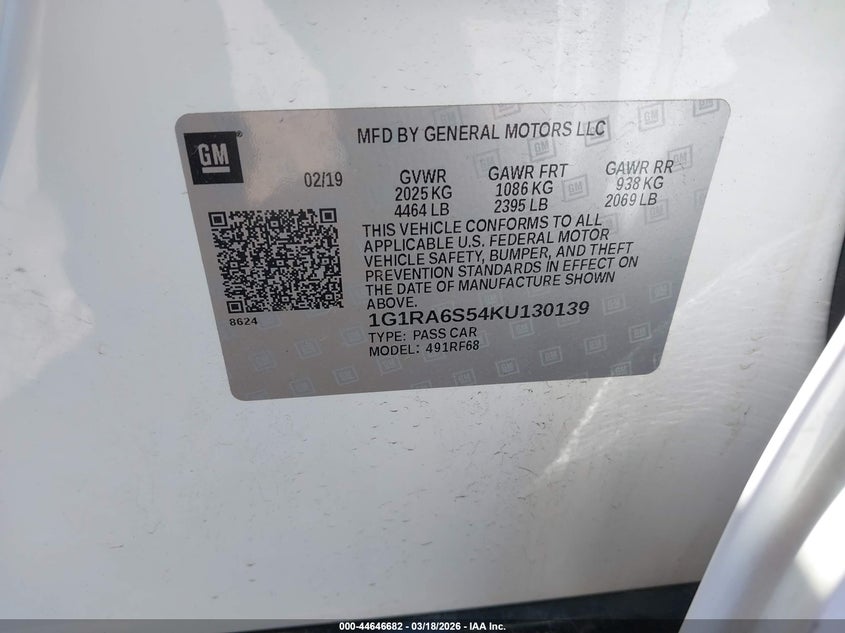 MFD BY GENERAL MOTORS LLC
GM
02/19
GVWR GAWR FRT GAWR RR
2025 KG 1086 KG 938 KG
4464 LB 2395 LB 2069 LB
THIS VEHICLE CONFORMS TO ALL
APPLICABLE U.S. FEDERAL MOTOR
VEHICLE SAFETY, BUMPER, AND THEFT
PREVENTION STANDARDS IN EFFECT ON
THE DATE OF MANUFACTURE SHOWN
ABOVE.
8624
1G1RA6S54KU130139
TYPE: PASS CAR
MODEL: 491RF68
000-44646682 - 03/18/2026 - IAA Inc.